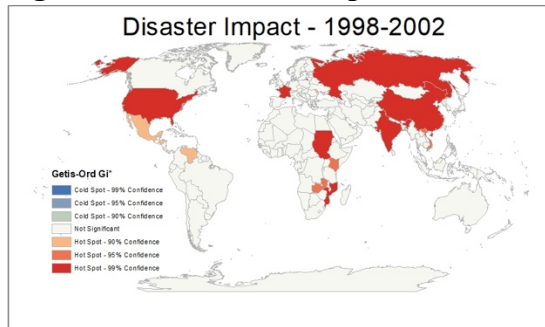 Disaster Impact - 1998-2002
Getis-Ord Gi*
Cold Spot - 99% Confidence
Cold Spot - 95% Confidence
Cold Spot - 90% Confidence
Not Significant
Hot Spot - 90% Confidence
Hot Spot - 95% Confidence
Hot Spot - 99% Confidence